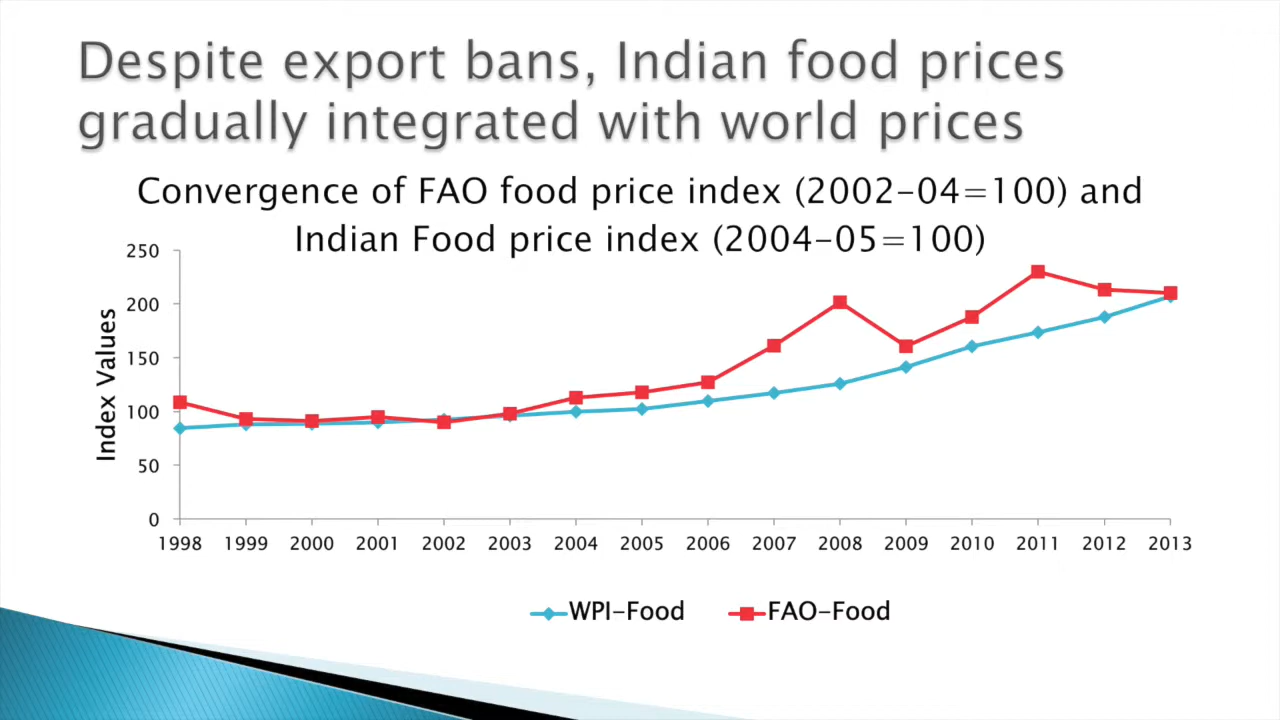 Despite export bans, Indian food prices
gradually integrated with world prices
Convergence of FAO food price index (2002-04=100) and
Indian Food price index (2004-05=100)
250
200
150
100
50
0
Index Values
1998 1999 2000 2001 2002 2003 2004 2005 2006 2007 2008 2009 2010 2011 2012 2013
WPI-Food FAO-Food